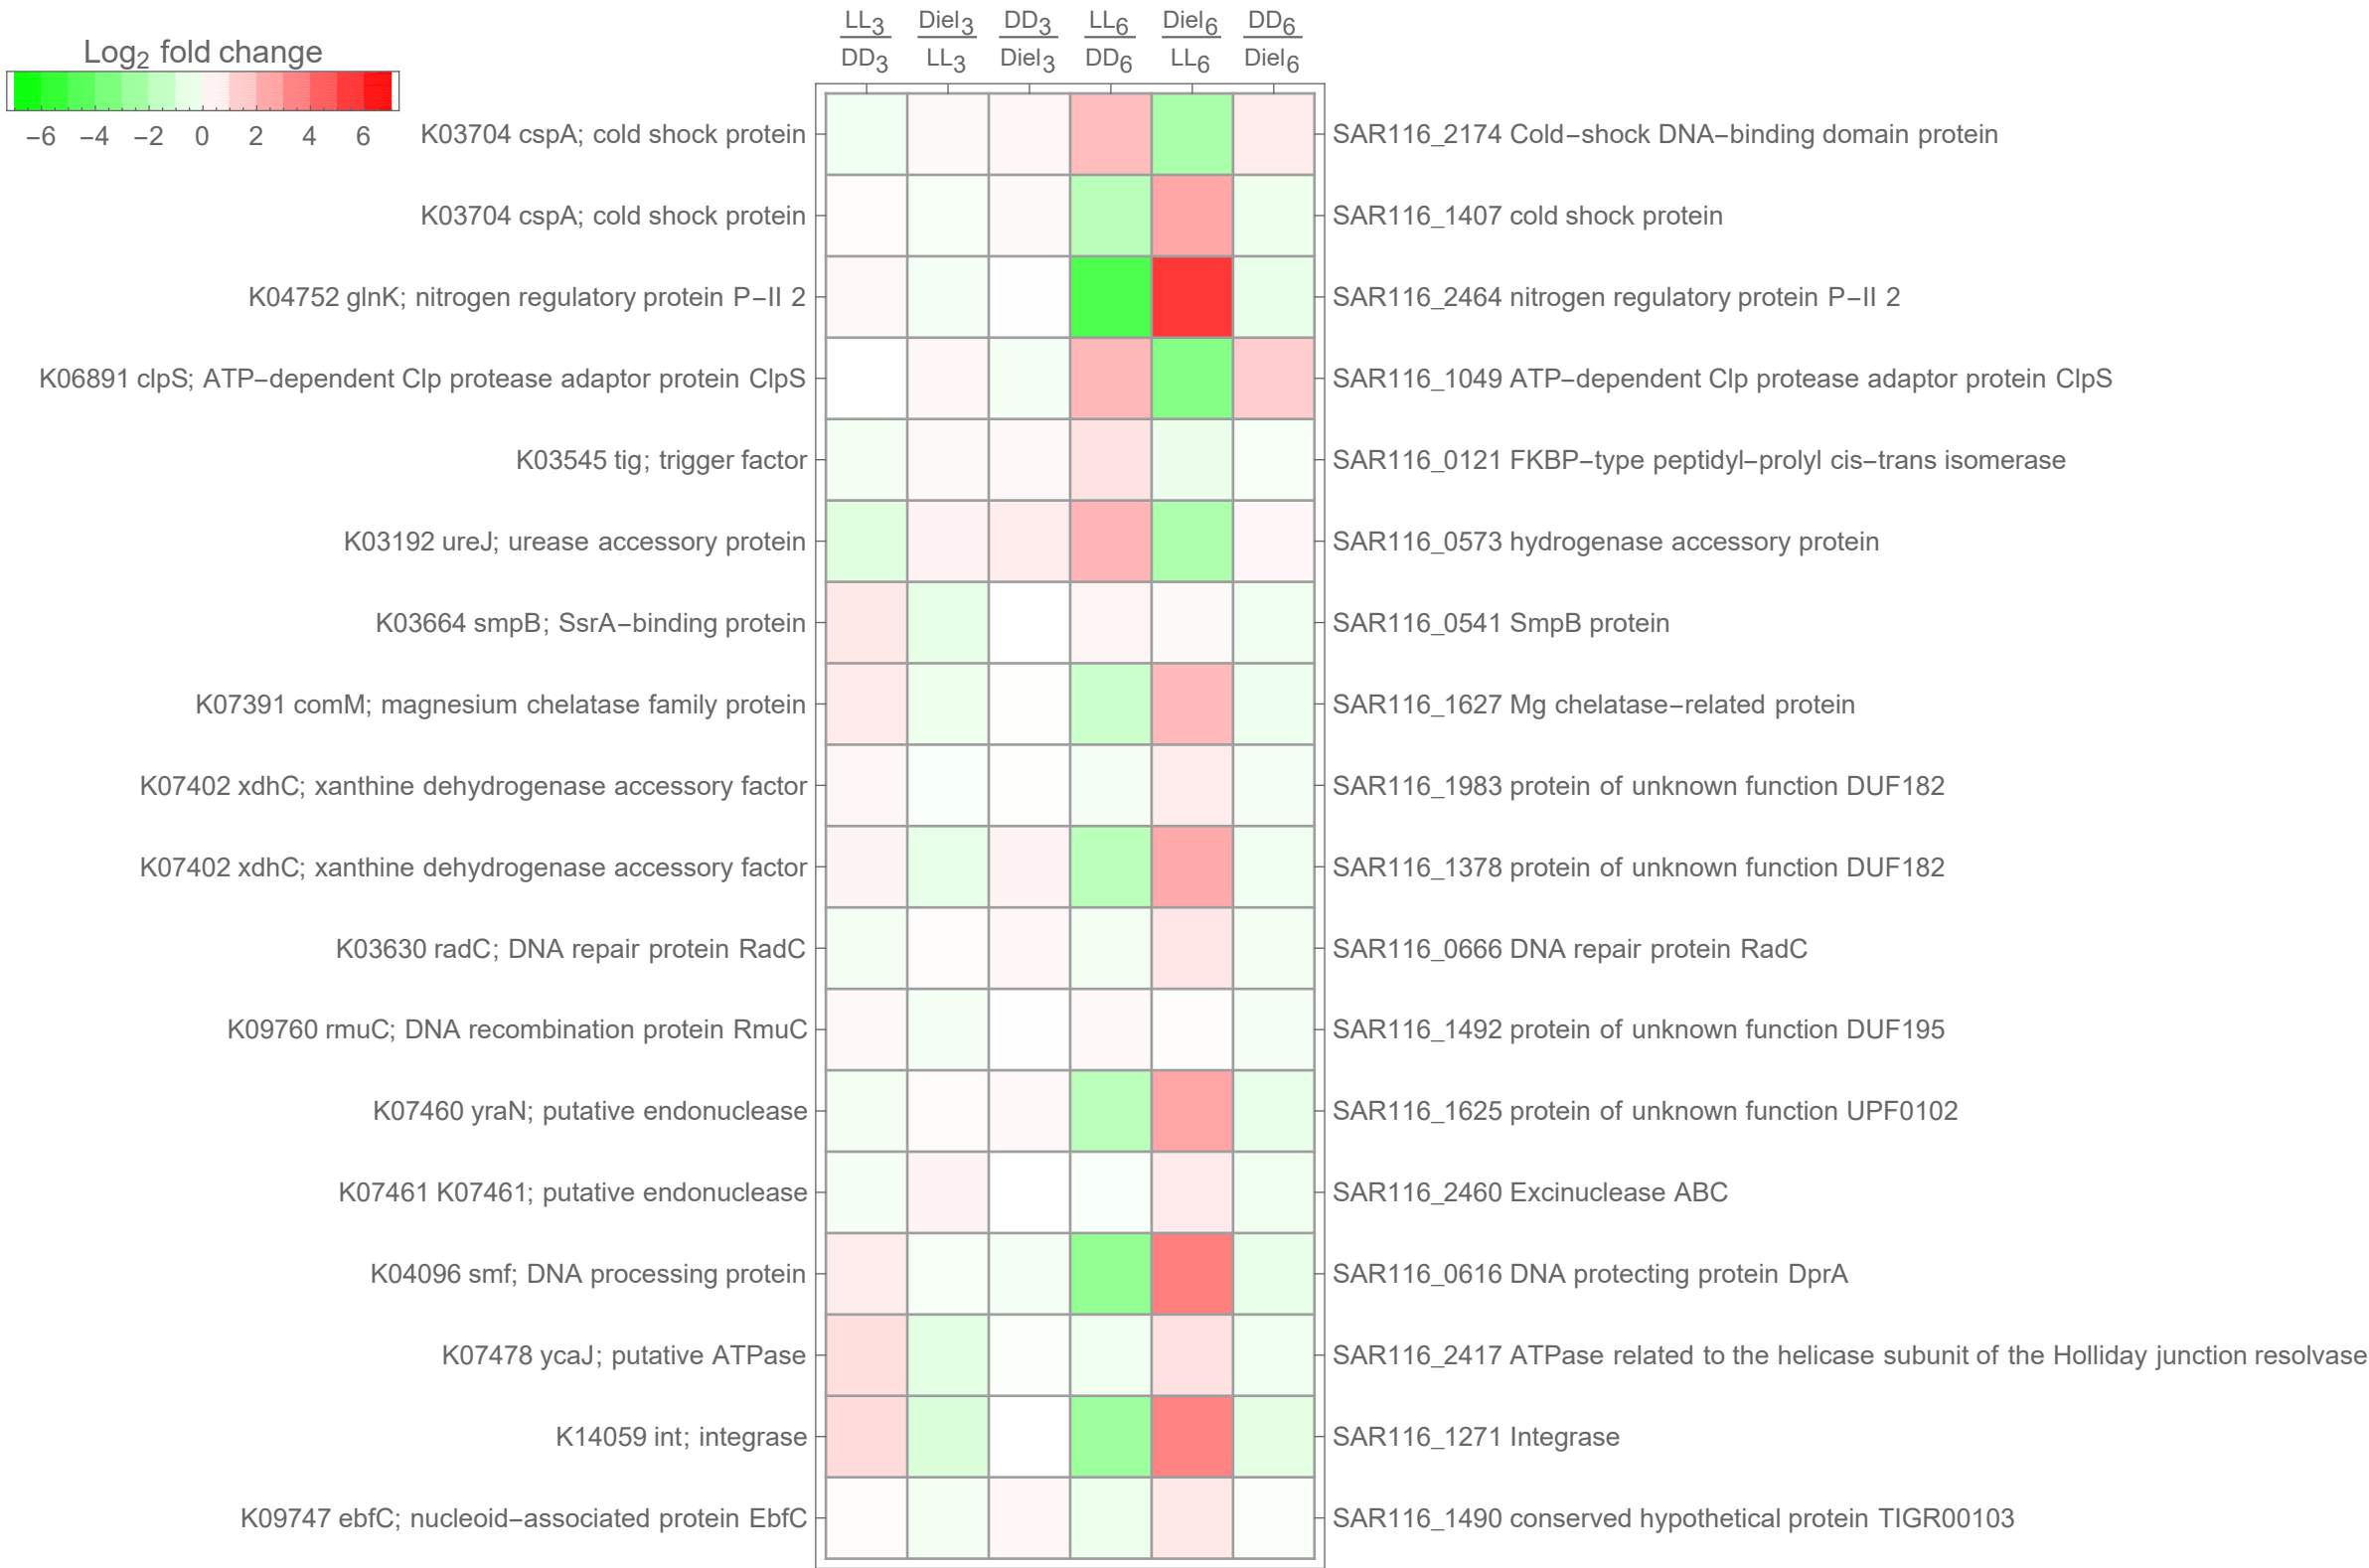 LL3 Diel3 DD3 LL6 Diel6 DD6
DD3 LL3 Diel3 DD6 LL6 Diel6
Log2 fold change
−6 −4 −2 0 2 4 6
K03704 cspA; cold shock protein SAR116_2174 Cold−shock DNA−binding domain protein
K03704 cspA; cold shock protein SAR116_1407 cold shock protein
K04752 glnK; nitrogen regulatory protein P−II 2 SAR116_2464 nitrogen regulatory protein P−II 2
K06891 clpS; ATP−dependent Clp protease adaptor protein ClpS SAR116_1049 ATP−dependent Clp protease adaptor protein ClpS
K03545 tig; trigger factor SAR116_0121 FKBP−type peptidyl−prolyl cis−trans isomerase
K03192 ureJ; urease accessory protein SAR116_0573 hydrogenase accessory protein
K03664 smpB; SsrA−binding protein SAR116_0541 SmpB protein
K07391 comM; magnesium chelatase family protein SAR116_1627 Mg chelatase−related protein
K07402 xdhC; xanthine dehydrogenase accessory factor SAR116_1983 protein of unknown function DUF182
K07402 xdhC; xanthine dehydrogenase accessory factor SAR116_1378 protein of unknown function DUF182
K03630 radC; DNA repair protein RadC SAR116_0666 DNA repair protein RadC
K09760 rmuC; DNA recombination protein RmuC SAR116_1492 protein of unknown function DUF195
K07460 yraN; putative endonuclease SAR116_1625 protein of unknown function UPF0102
K07461 K07461; putative endonuclease SAR116_2460 Excinuclease ABC
K04096 smf; DNA processing protein SAR116_0616 DNA protecting protein DprA
K07478 ycaJ; putative ATPase SAR116_2417 ATPase related to the helicase subunit of the Holliday junction resolvase
K14059 int; integrase SAR116_1271 Integrase
K09747 ebfC; nucleoid−associated protein EbfC SAR116_1490 conserved hypothetical protein TIGR00103